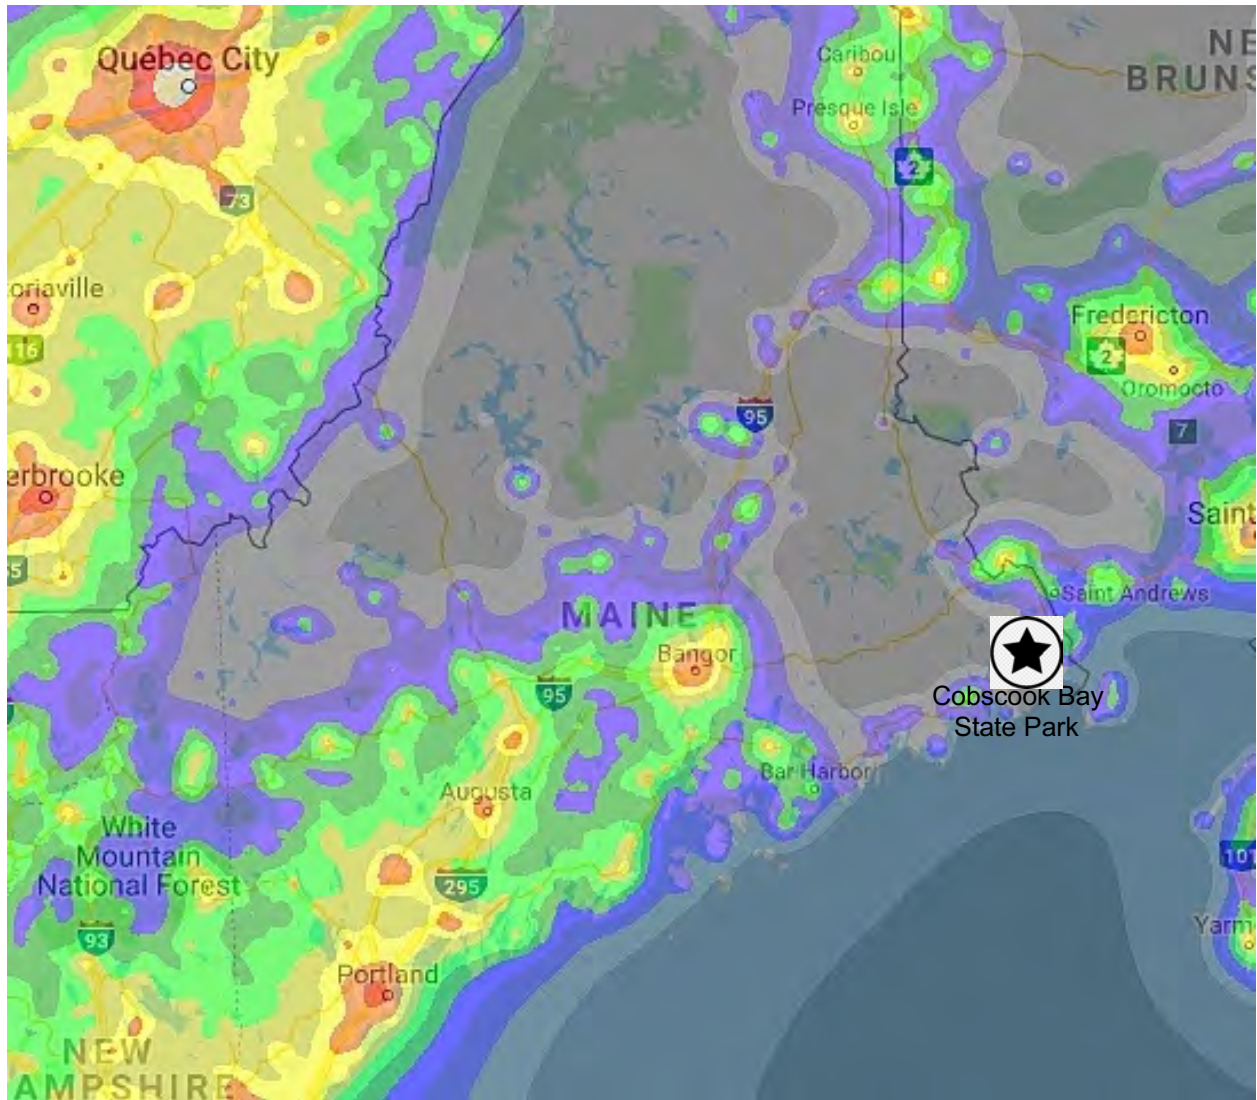 Québec City
Caribou
NE
BRUNS
Presque Isle
2
73
oriaville
116
Fredericton
2
Oromocto
95
7
erbrooke
Saint
55
Saint Andrews
MAINE
Bangor
95
Cobscook Bay
State Park
Bar Harbor
Augusta
White
Mountain
National Forest
295
101
93
Yarm
Portland
NEW
AMPSHIRE